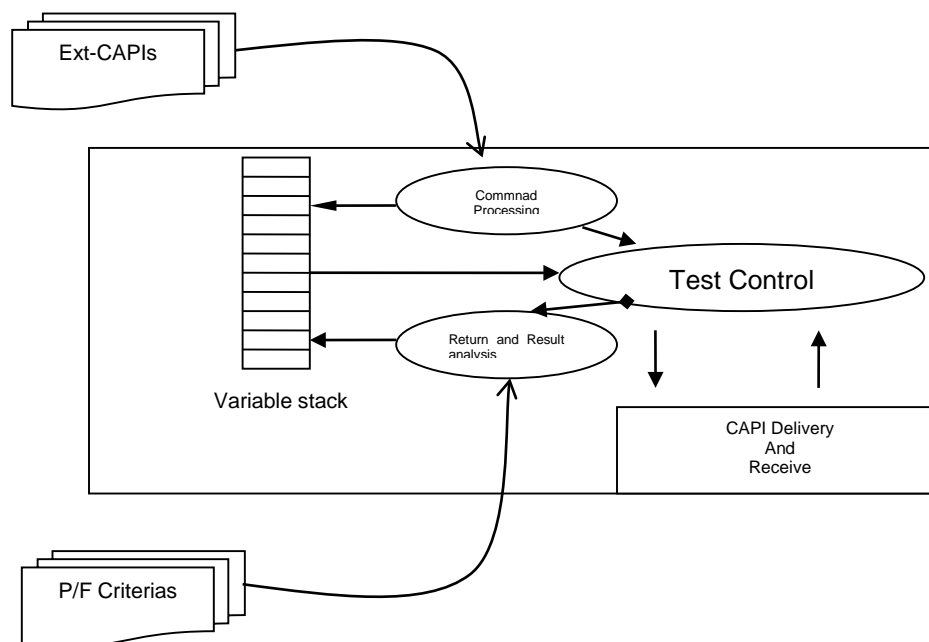 Ext-CAPIs
Commnad
Processing
Test Control
Return and Result
analysis
Variable stack
CAPI Delivery
And
Receive
P/F Criterias